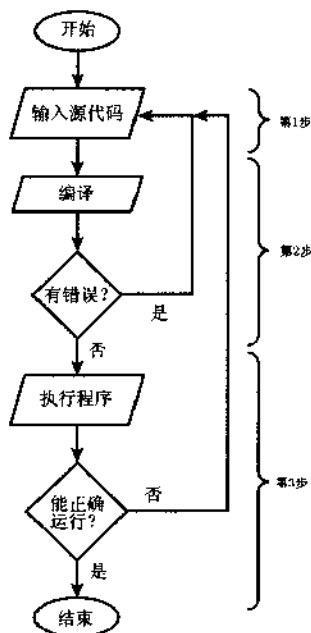 开始
输入源代码
第1步
编译
第2步
有错误?
是
否
执行程序
否
第3步
能正确
运行?
是
结束